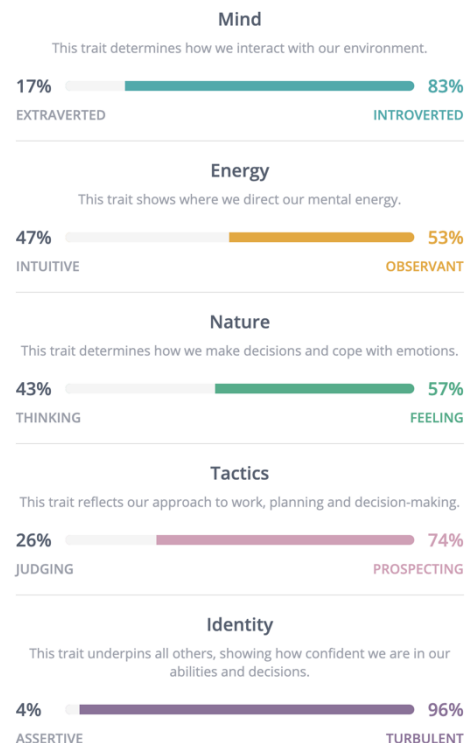 Mind
This trait determines how we interact with our environment.
17% 83%
EXTRAVERTED INTROVERTED
Energy
This trait shows where we direct our mental energy.
47% 53%
INTUITIVE OBSERVANT
Nature
This trait determines how we make decisions and cope with emotions.
43% 57%
THINKING FEELING
Tactics
This trait reflects our approach to work, planning and decision-making.
26% 74%
JUDGING PROSPECTING
Identity
This trait underpins all others, showing how confident we are in our
abilities and decisions.
4% 96%
ASSERTIVE TURBULENT